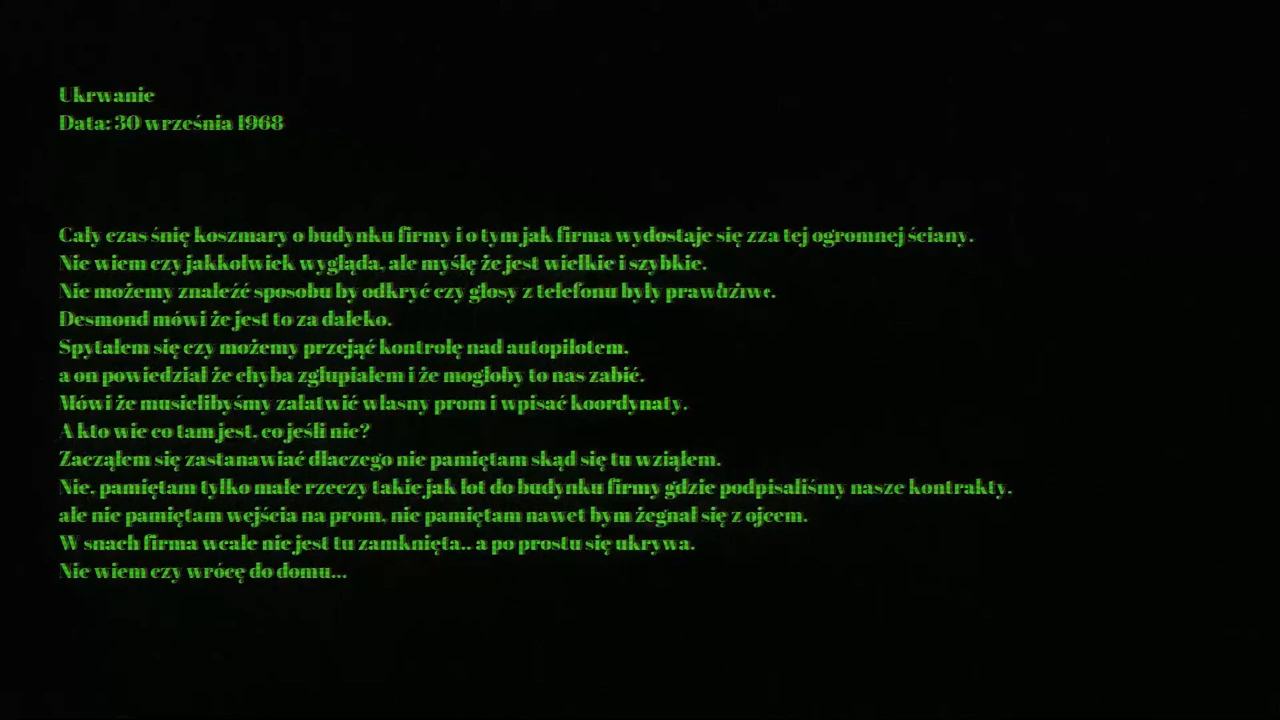 Ukrwanie
Data: 30 września 1968
Cały czas śnię koszmary o budynku firmy i o tym jak firma wydostaje się zza tej ogromnej ściany.
Nie wiem czy jakkolwiek wygląda, ale myślę że jest wielkie i szybkie.
Nie możemy znaleźć sposobu by odkryć czy głosy z telefonu były prawdziwe.
Desmond mówi że jest to za daleko.
Spytałem się czy możemy przejąć kontrolę nad autopilotem,
a on powiedział że chyba zgłupiałem i że mogłoby to nas zabić.
Mówi że musielibyśmy załatwić własny prom i wpisać koordynaty.
A kto wie co tam jest, co jeśli nic?
Zacząłem się zastanawiać dlaczego nie pamiętam skąd się tu wziąłem.
Nie, pamiętam tylko małe rzeczy takie jak lot do budynku firmy gdzie podpisaliśmy nasze kontrakty.
ale nie pamiętam wejścia na prom, nie pamiętam nawet bym żegnał się z ojcem.
W snach firma wcale nie jest tu zamknięta.. a po prostu się ukrywa.
Nie wiem czy wrócę do domu...